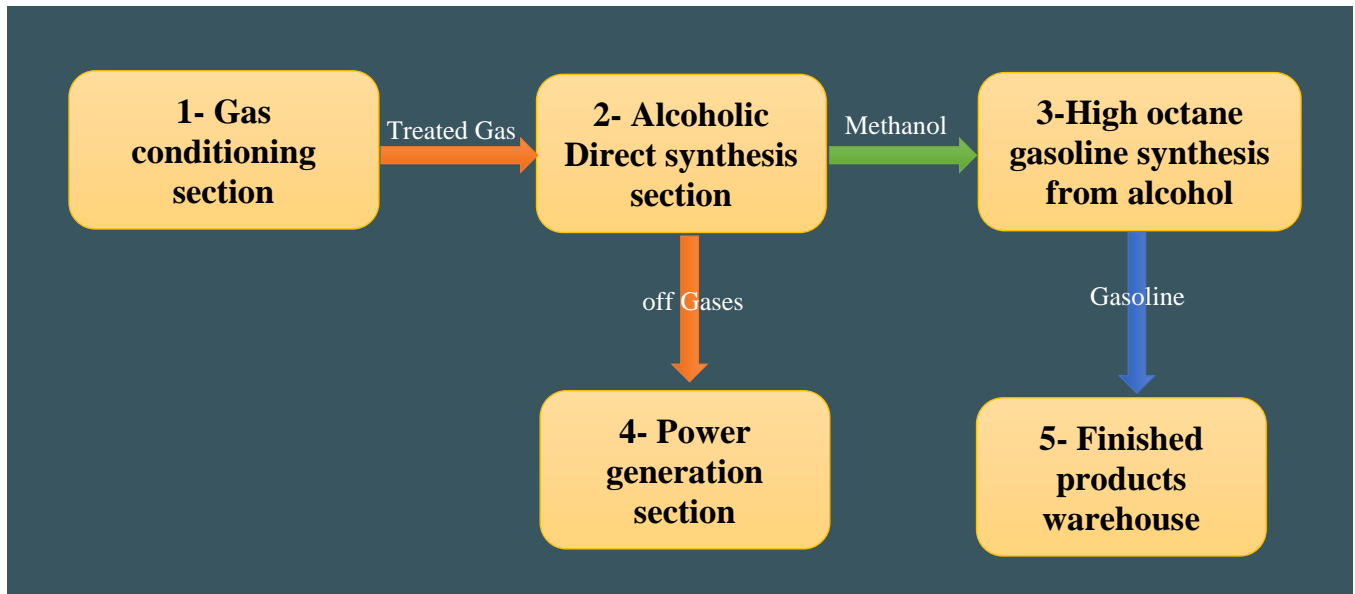 1- Gas
conditioning
section
Treated Gas
2- Alcoholic
Direct synthesis
section
Methanol
3-High octane
gasoline synthesis
from alcohol
off Gases
Gasoline
4- Power
generation
section
5- Finished
products
warehouse